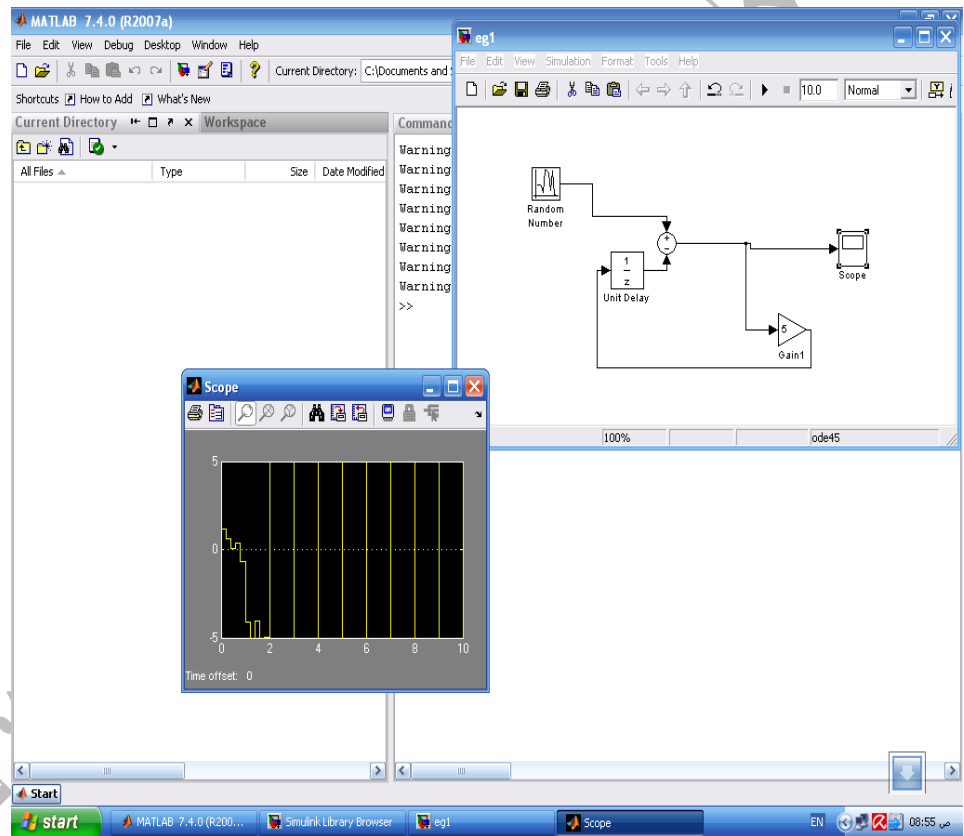 MATLAB 7.4.0 (R2007a)
File Edit View Debug Desktop Window Help
Current Directory: C:\Documents and
Shortcuts How to Add What's New
Current Directory Workspace
All Files Type Size Date Modified
Command
Warning
Warning
Warning
Warning
Warning
Warning
Warning
Warning
>>
eg1
File Edit View Simulation Format Tools Help
10.0 Normal
Random
Number
+
-
1
z
Unit Delay
Scope
5
Gain1
100% ode45
Scope
5
0
-5
0 2 4 6 8 10
Time offset: 0
Start
start MATLAB 7.4.0 (R200... Simulink Library Browser eg1 Scope EN 08:55 ص